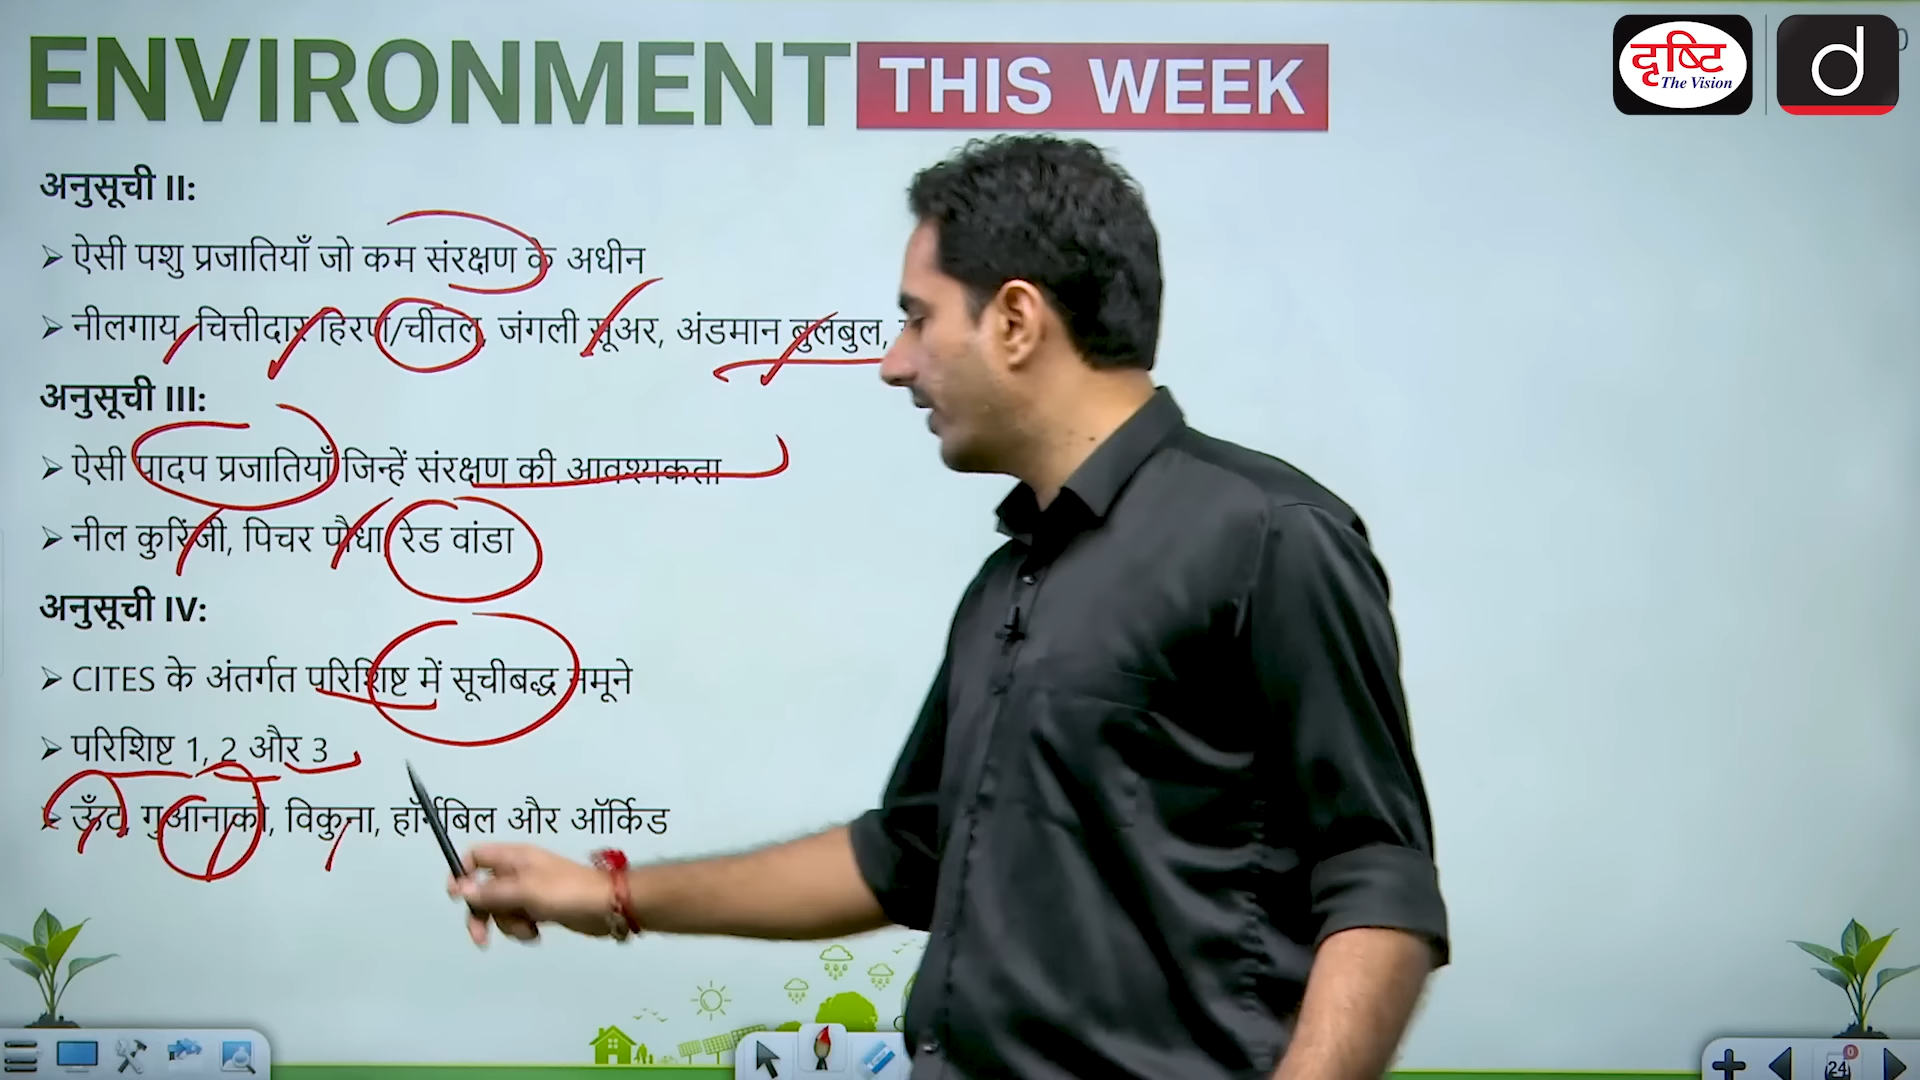 ENVIRONMENT THIS WEEK
दृष्टि
The Vision
d
अनुसूची II:
➢ ऐसी पशु प्रजातियाँ जो कम संरक्षण के अधीन
➢ नीलगाय, चित्तीदार हिरण/चीतल, जंगली सूअर, अंडमान बुलबुल,
अनुसूची III:
➢ ऐसी पादप प्रजातियाँ जिन्हें संरक्षण की आवश्यकता
➢ नील कुरिंजी, पिचर पौधा, रेड वांडा
अनुसूची IV:
➢ CITES के अंतर्गत परिशिष्ट में सूचीबद्ध नमूने
➢ परिशिष्ट 1, 2 और 3
➢ ऊँट, गुआनाको, विकुना, हॉर्नबिल और ऑर्किड
24